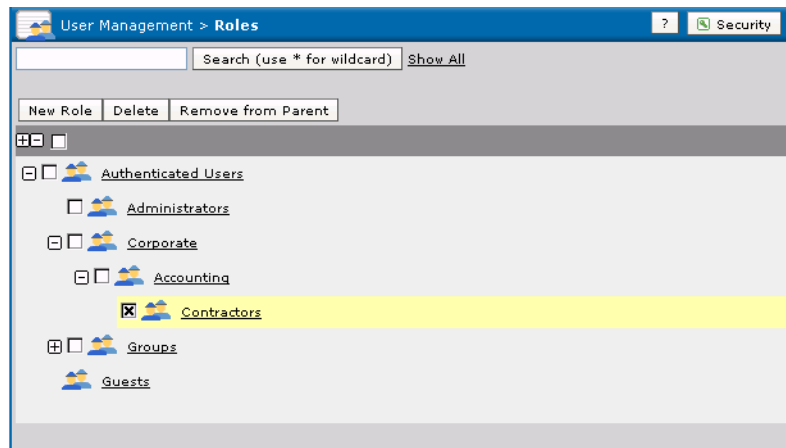 User Management > Roles ? Security
Search (use * for wildcard) Show All
New Role Delete Remove from Parent
Authenticated Users
Administrators
Corporate
Accounting
Contractors
Groups
Guests